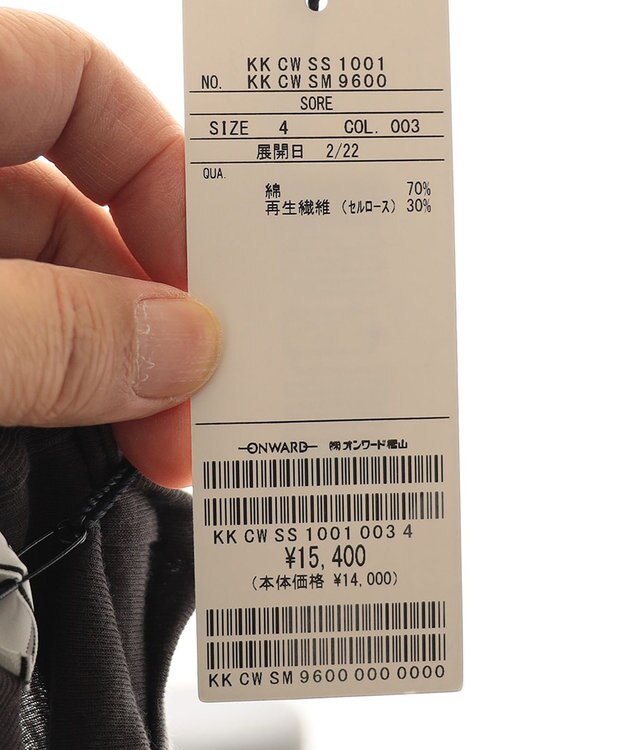 KK CW SS 1001
NO. KK CW SM 9600
SORE
SIZE 4 COL. 003
展開日 2/22
QUA.
綿 70%
再生繊維 (セルロース) 30%
ONWARD ㈱オンワード樫山
KK CW SS 1001 003 4
¥15,400
(本体価格 ¥14,000)
KK CW SM 9600 000 0000